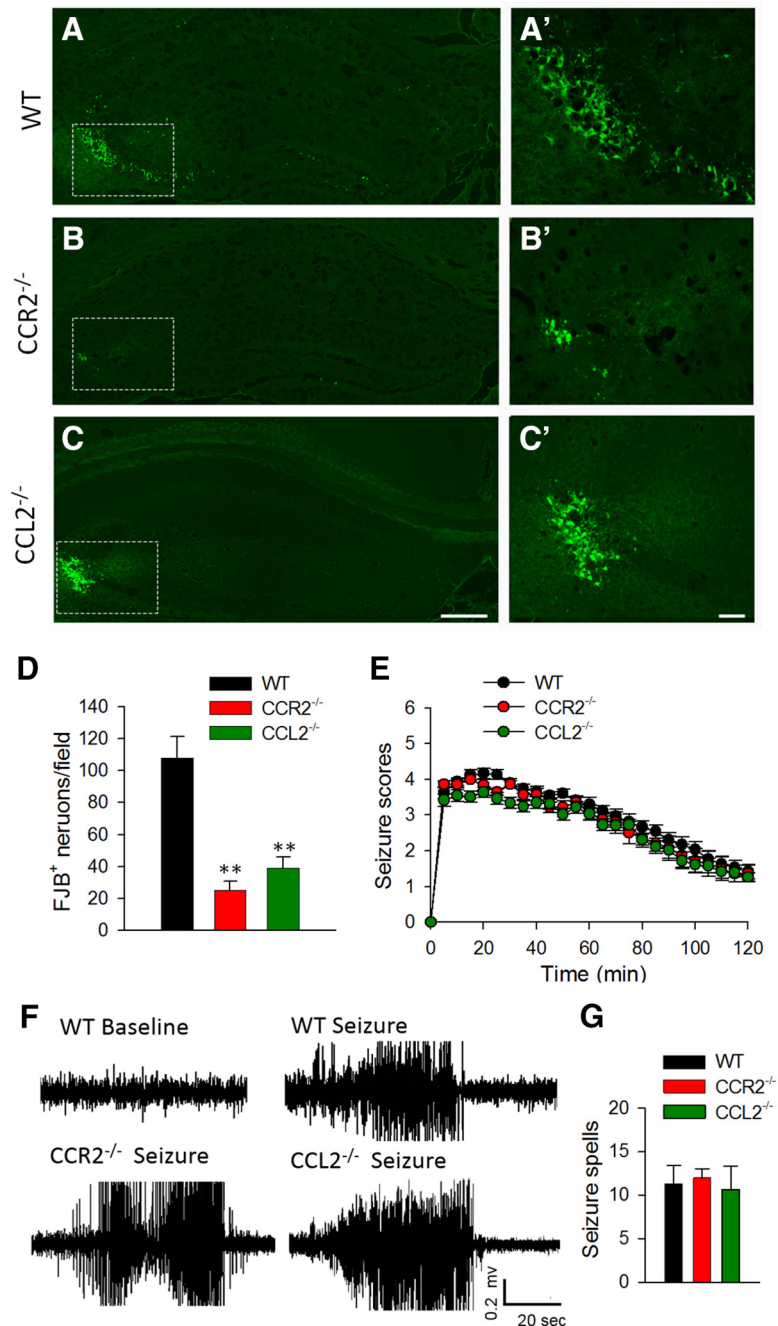 A
A'
WT
B
B'
CCR2-/-
C
C'
CCL2-/-
D
WT
CCR2-/-
CCL2-/-
140
120
100
80
60
40
20
0
FJB+ neruons/field
**
**
E
WT
CCR2-/-
CCL2-/-
6
5
4
3
2
1
0
Seizure scores
0 20 40 60 80 100 120
Time (min)
F
WT Baseline
WT Seizure
CCR2-/- Seizure
CCL2-/- Seizure
0.2 mv
20 sec
G
WT
CCR2-/-
CCL2-/-
20
15
10
5
0
Seizure spells